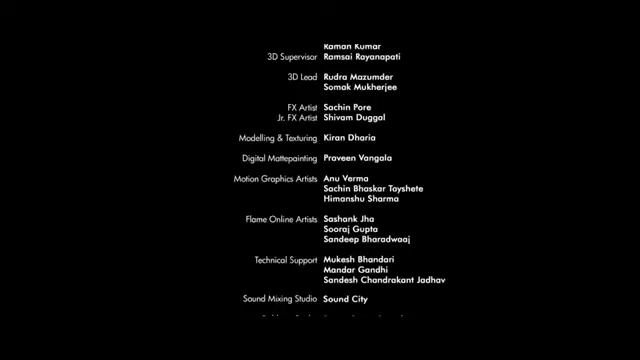 Raman Kumar
3D Supervisor Ramsai Rayanapati
3D Lead Rudra Mazumder
Somak Mukherjee
FX Artist Sachin Pore
Jr. FX Artist Shivam Duggal
Modelling & Texturing Kiran Dharia
Digital Mattepainting Praveen Vangala
Motion Graphics Artists Anu Verma
Sachin Bhaskar Tayshete
Himanshu Sharma
Flame Online Artists Sashank Jha
Sooraj Gupta
Sandeep Bharadwaaj
Technical Support Mukesh Bhandari
Mandar Gandhi
Sandesh Chandrakant Jadhav
Sound Mixing Studio Sound City